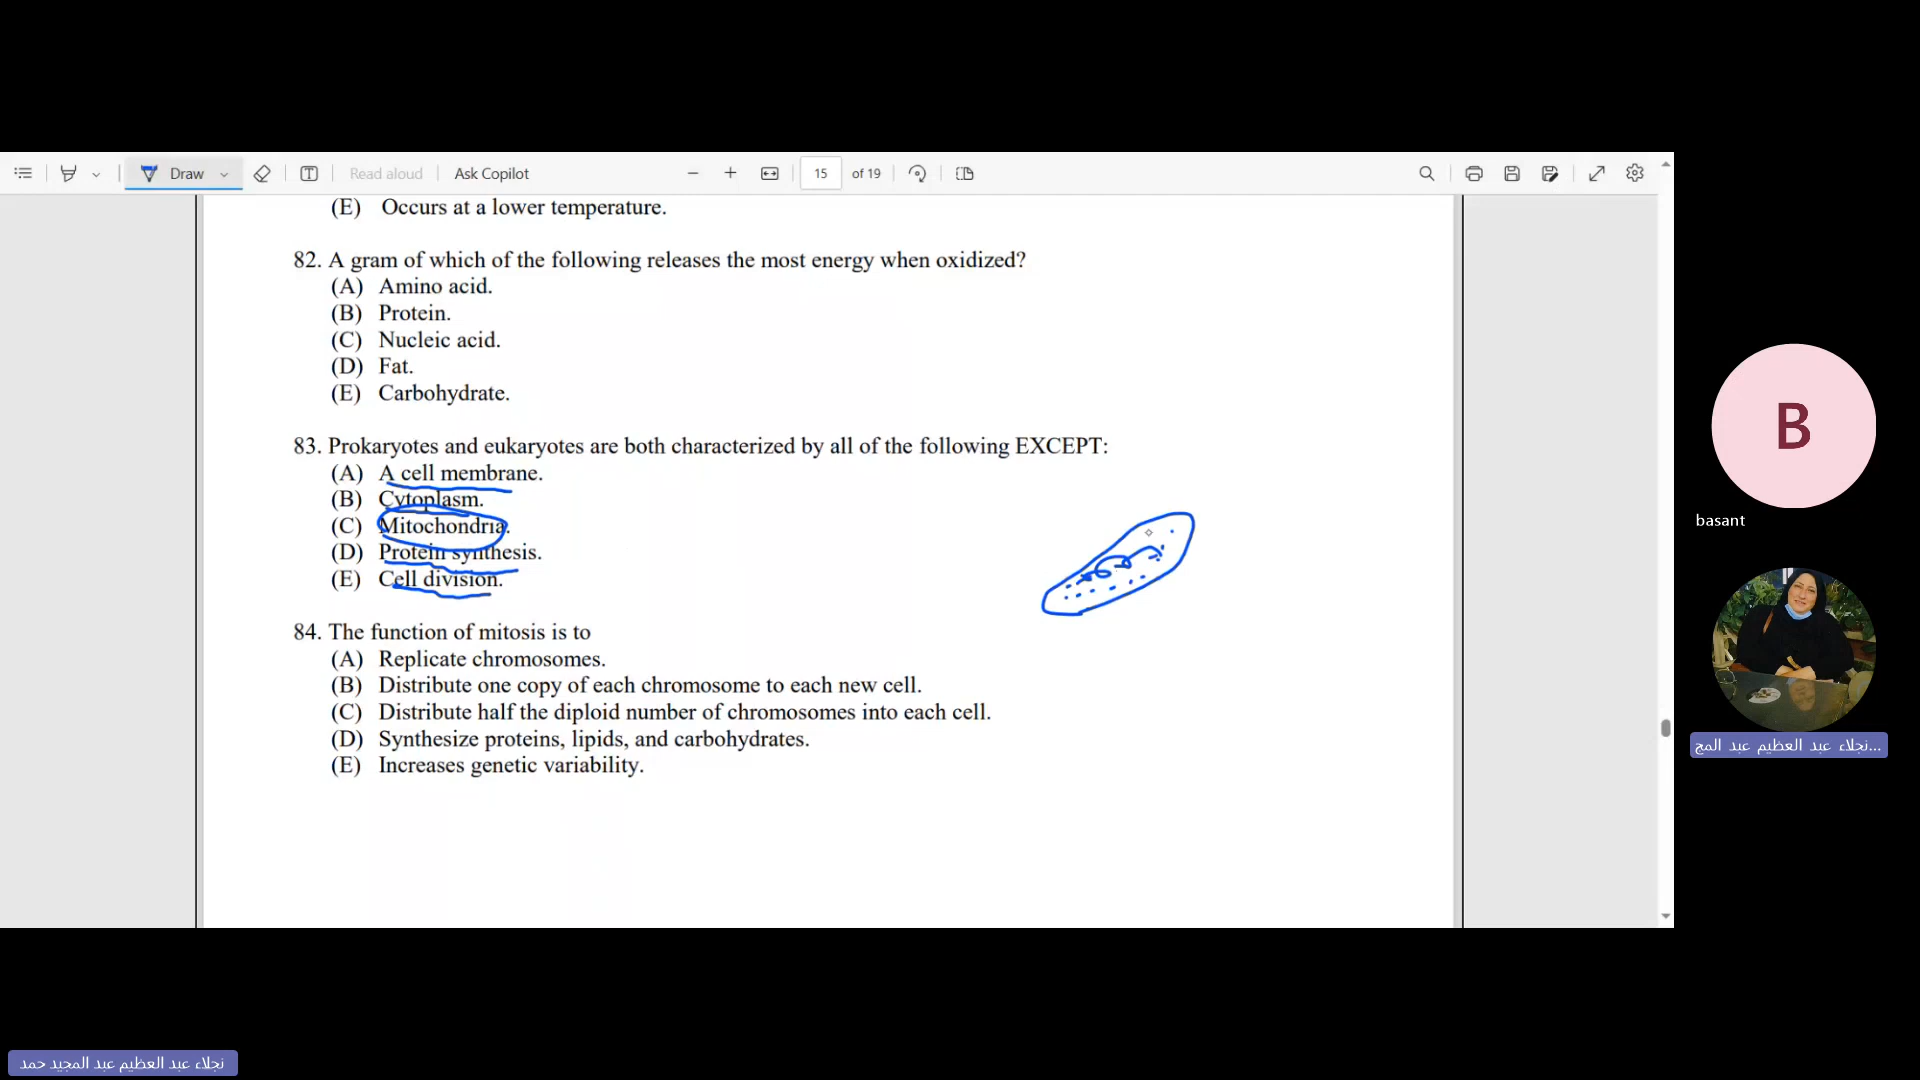 Draw
Read aloud
Ask Copilot
15
of 19
(E) Occurs at a lower temperature.
82. A gram of which of the following releases the most energy when oxidized?
(A) Amino acid.
(B) Protein.
(C) Nucleic acid.
(D) Fat.
(E) Carbohydrate.
83. Prokaryotes and eukaryotes are both characterized by all of the following EXCEPT:
(A) A cell membrane.
(B) Cytoplasm.
(C) Mitochondria.
(D) Protein synthesis.
(E) Cell division.
84. The function of mitosis is to
(A) Replicate chromosomes.
(B) Distribute one copy of each chromosome to each new cell.
(C) Distribute half the diploid number of chromosomes into each cell.
(D) Synthesize proteins, lipids, and carbohydrates.
(E) Increases genetic variability.
B
basant
نجلاء عبد العظيم عبد المج...
نجلاء عبد العظيم عبد المجيد حمد